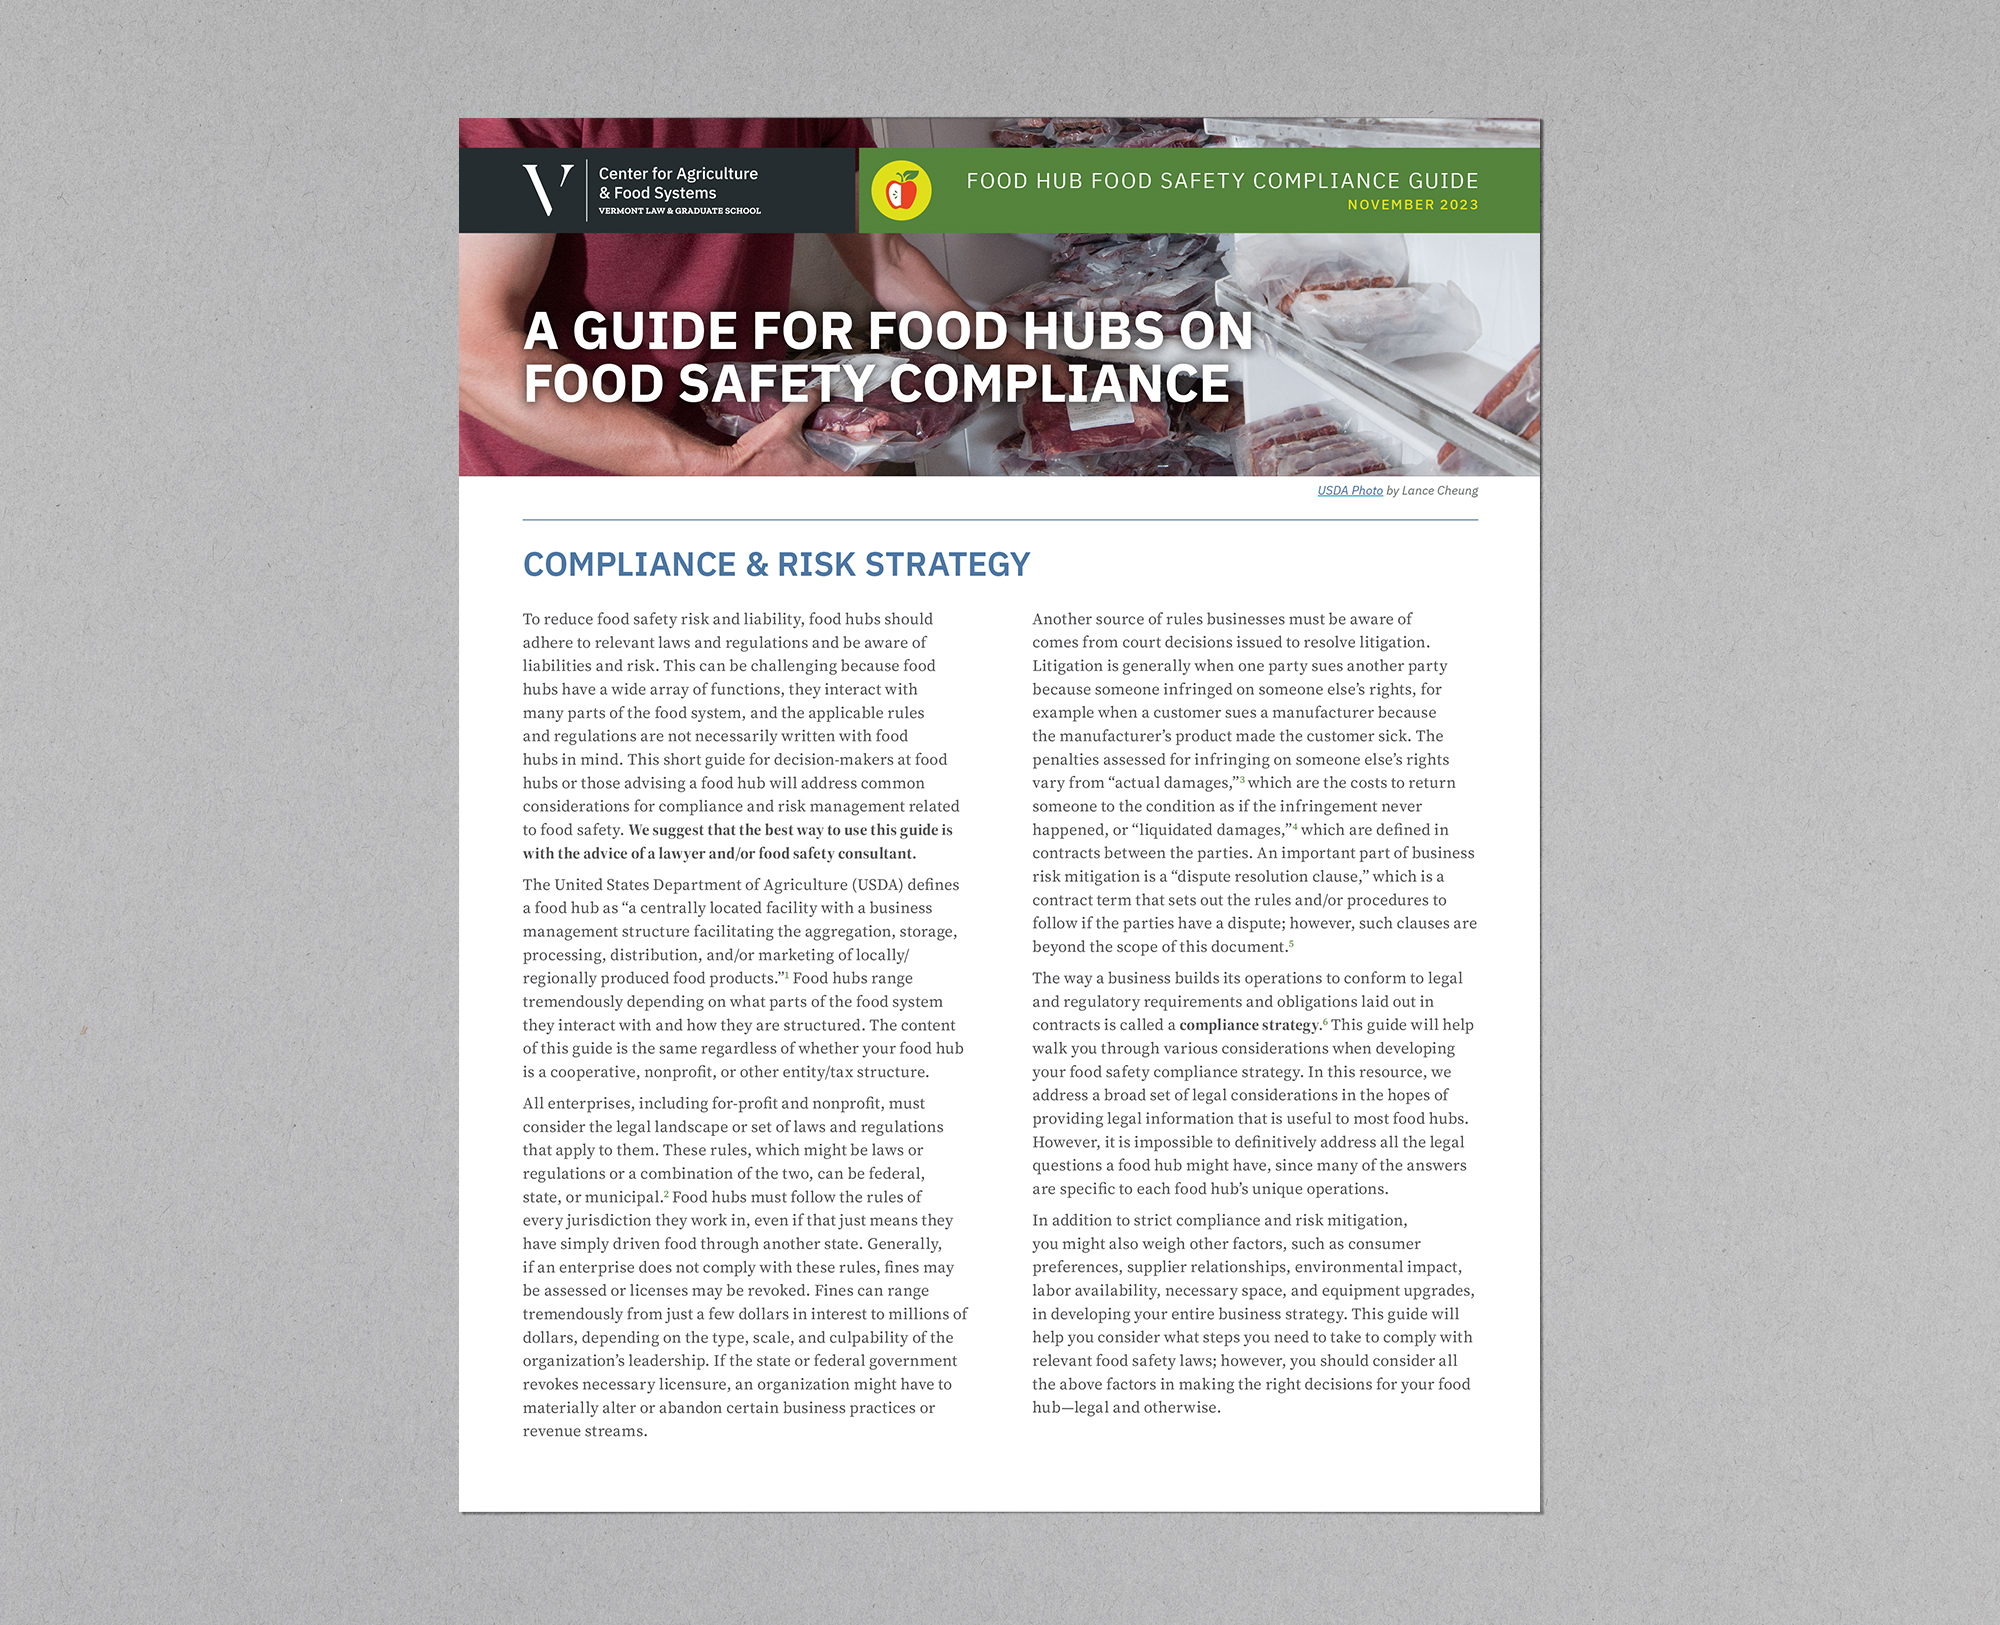 V
Center for Agriculture
& Food Systems
VERMONT LAW & GRADUATE SCHOOL
FOOD HUB FOOD SAFETY COMPLIANCE GUIDE
NOVEMBER 2023
A GUIDE FOR FOOD HUBS ON
FOOD SAFETY COMPLIANCE
USDA Photo by Lance Cheung
COMPLIANCE & RISK STRATEGY
To reduce food safety risk and liability, food hubs should
adhere to relevant laws and regulations and be aware of
liabilities and risk. This can be challenging because food
hubs have a wide array of functions, they interact with
many parts of the food system, and the applicable rules
and regulations are not necessarily written with food
hubs in mind. This short guide for decision-makers at food
hubs or those advising a food hub will address common
considerations for compliance and risk management related
to food safety. We suggest that the best way to use this guide is
with the advice of a lawyer and/or food safety consultant.
The United States Department of Agriculture (USDA) defines
a food hub as “a centrally located facility with a business
management structure facilitating the aggregation, storage,
processing, distribution, and/or marketing of locally/
regionally produced food products.”1 Food hubs range
tremendously depending on what parts of the food system
they interact with and how they are structured. The content
of this guide is the same regardless of whether your food hub
is a cooperative, nonprofit, or other entity/tax structure.
All enterprises, including for-profit and nonprofit, must
consider the legal landscape or set of laws and regulations
that apply to them. These rules, which might be laws or
regulations or a combination of the two, can be federal,
state, or municipal.2 Food hubs must follow the rules of
every jurisdiction they work in, even if that just means they
have simply driven food through another state. Generally,
if an enterprise does not comply with these rules, fines may
be assessed or licenses may be revoked. Fines can range
tremendously from just a few dollars in interest to millions of
dollars, depending on the type, scale, and culpability of the
organization’s leadership. If the state or federal government
revokes necessary licensure, an organization might have to
materially alter or abandon certain business practices or
revenue streams.
Another source of rules businesses must be aware of
comes from court decisions issued to resolve litigation.
Litigation is generally when one party sues another party
because someone infringed on someone else’s rights, for
example when a customer sues a manufacturer because
the manufacturer’s product made the customer sick. The
penalties assessed for infringing on someone else’s rights
vary from “actual damages,”3 which are the costs to return
someone to the condition as if the infringement never
happened, or “liquidated damages,”4 which are defined in
contracts between the parties. An important part of business
risk mitigation is a “dispute resolution clause,” which is a
contract term that sets out the rules and/or procedures to
follow if the parties have a dispute; however, such clauses are
beyond the scope of this document.5
The way a business builds its operations to conform to legal
and regulatory requirements and obligations laid out in
contracts is called a compliance strategy.6 This guide will help
walk you through various considerations when developing
your food safety compliance strategy. In this resource, we
address a broad set of legal considerations in the hopes of
providing legal information that is useful to most food hubs.
However, it is impossible to definitively address all the legal
questions a food hub might have, since many of the answers
are specific to each food hub’s unique operations.
In addition to strict compliance and risk mitigation,
you might also weigh other factors, such as consumer
preferences, supplier relationships, environmental impact,
labor availability, necessary space, and equipment upgrades,
in developing your entire business strategy. This guide will
help you consider what steps you need to take to comply with
relevant food safety laws; however, you should consider all
the above factors in making the right decisions for your food
hub—legal and otherwise.